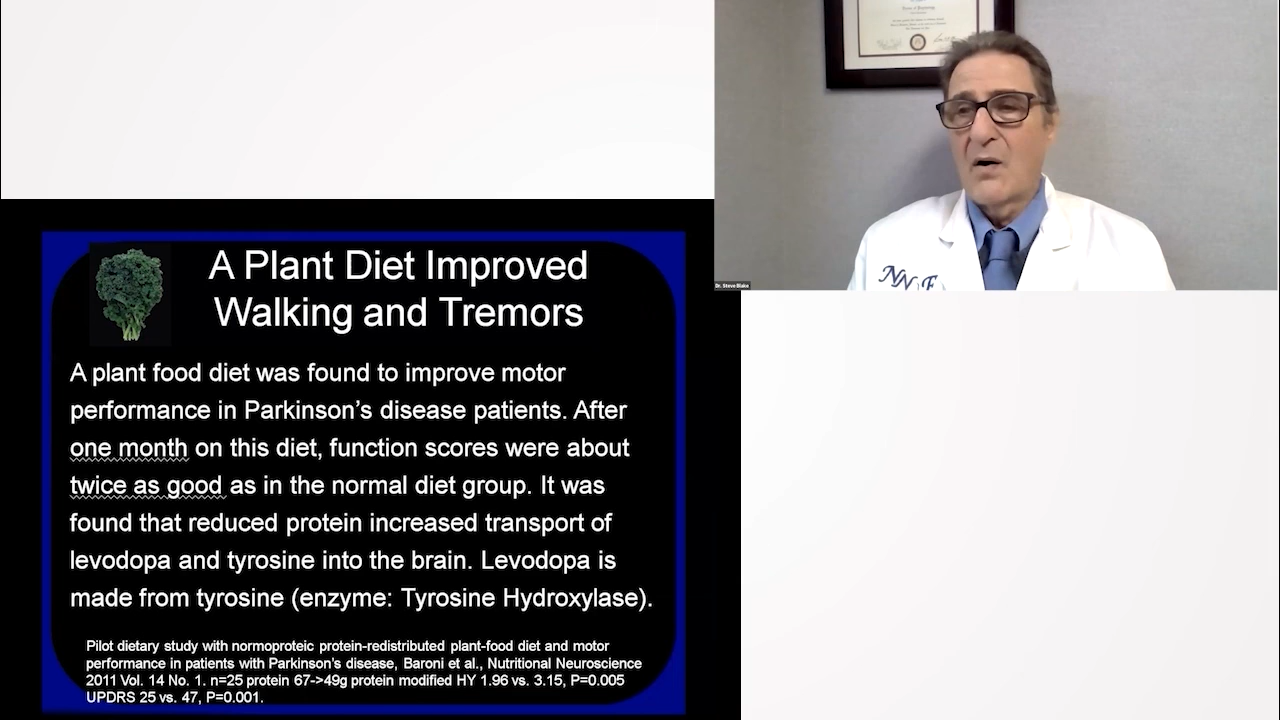 A Plant Diet Improved
Walking and Tremors
A plant food diet was found to improve motor
performance in Parkinson's disease patients. After
one month on this diet, function scores were about
twice as good as in the normal diet group. It was
found that reduced protein increased transport of
levodopa and tyrosine into the brain. Levodopa is
made from tyrosine (enzyme: Tyrosine Hydroxylase).
Pilot dietary study with normoproteic protein-redistributed plant-food diet and motor
performance in patients with Parkinson's disease, Baroni et al., Nutritional Neuroscience
2011 Vol. 14 No. 1. n=25 protein 67->49g protein modified HY 1.96 vs. 3.15, P=0.005
UPDRS 25 vs. 47, P=0.001.
Dr. Steve Blake